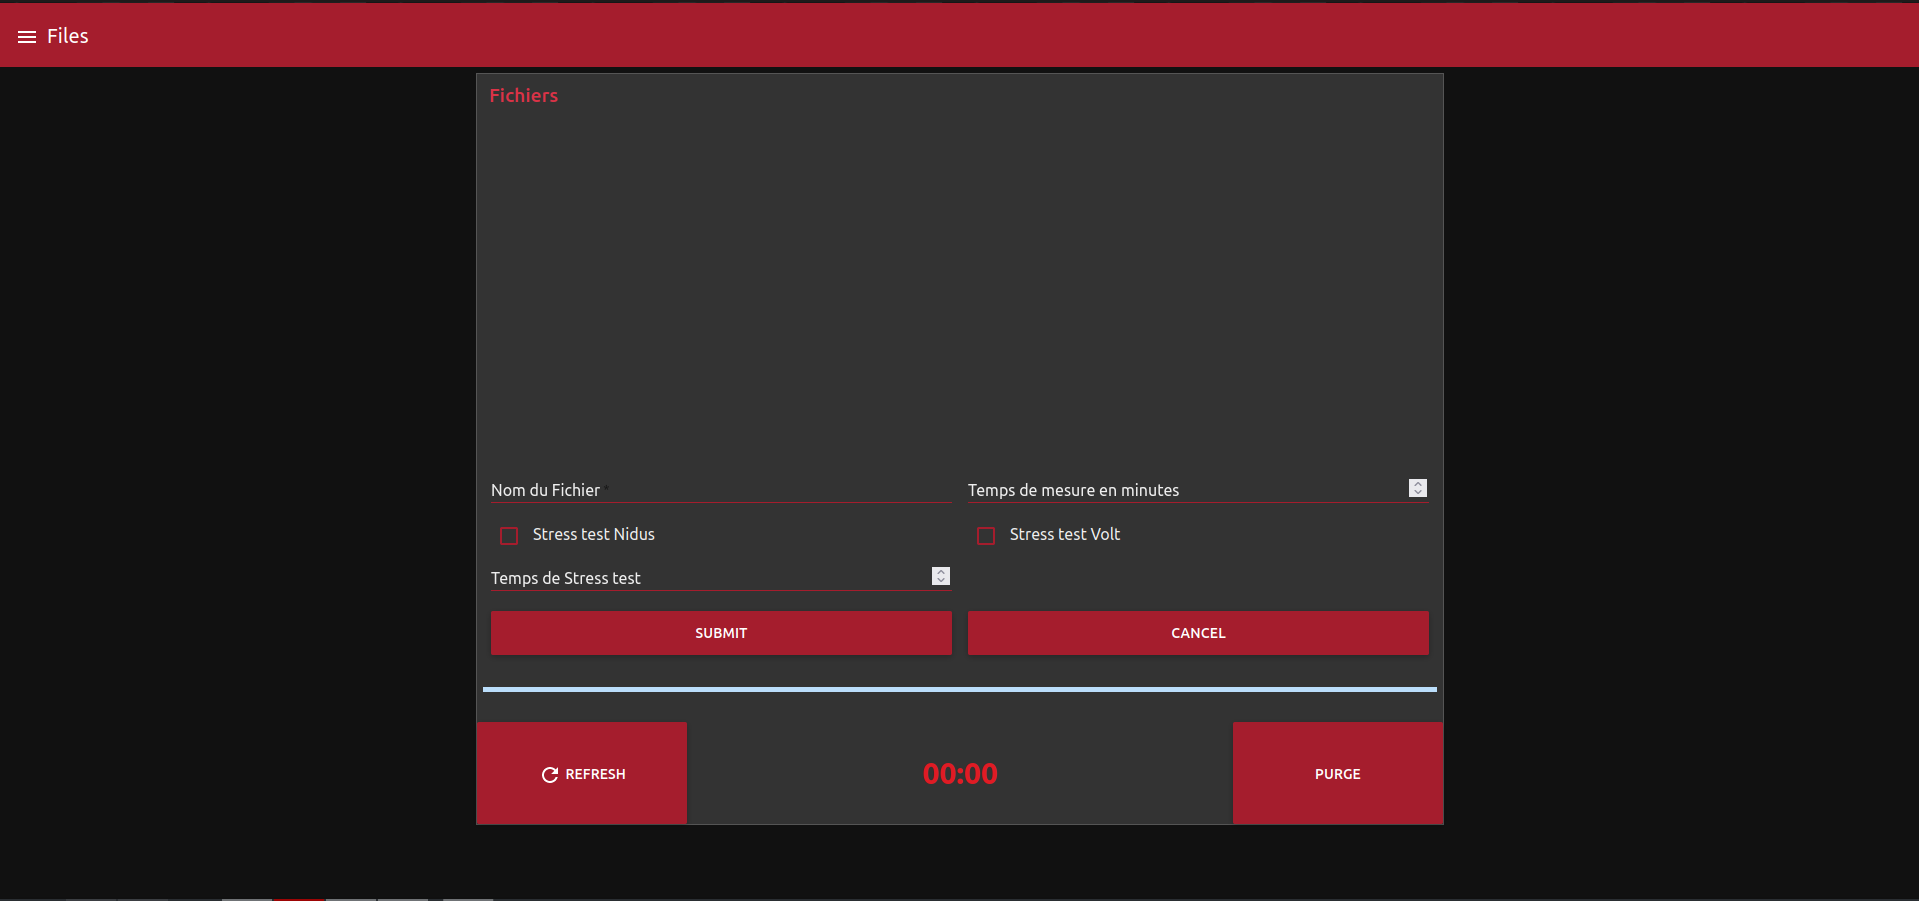 Files
Fichiers
Nom du Fichier *
Temps de mesure en minutes
Stress test Nidus
Stress test Volt
Temps de Stress test
SUBMIT
CANCEL
REFRESH
00:00
PURGE